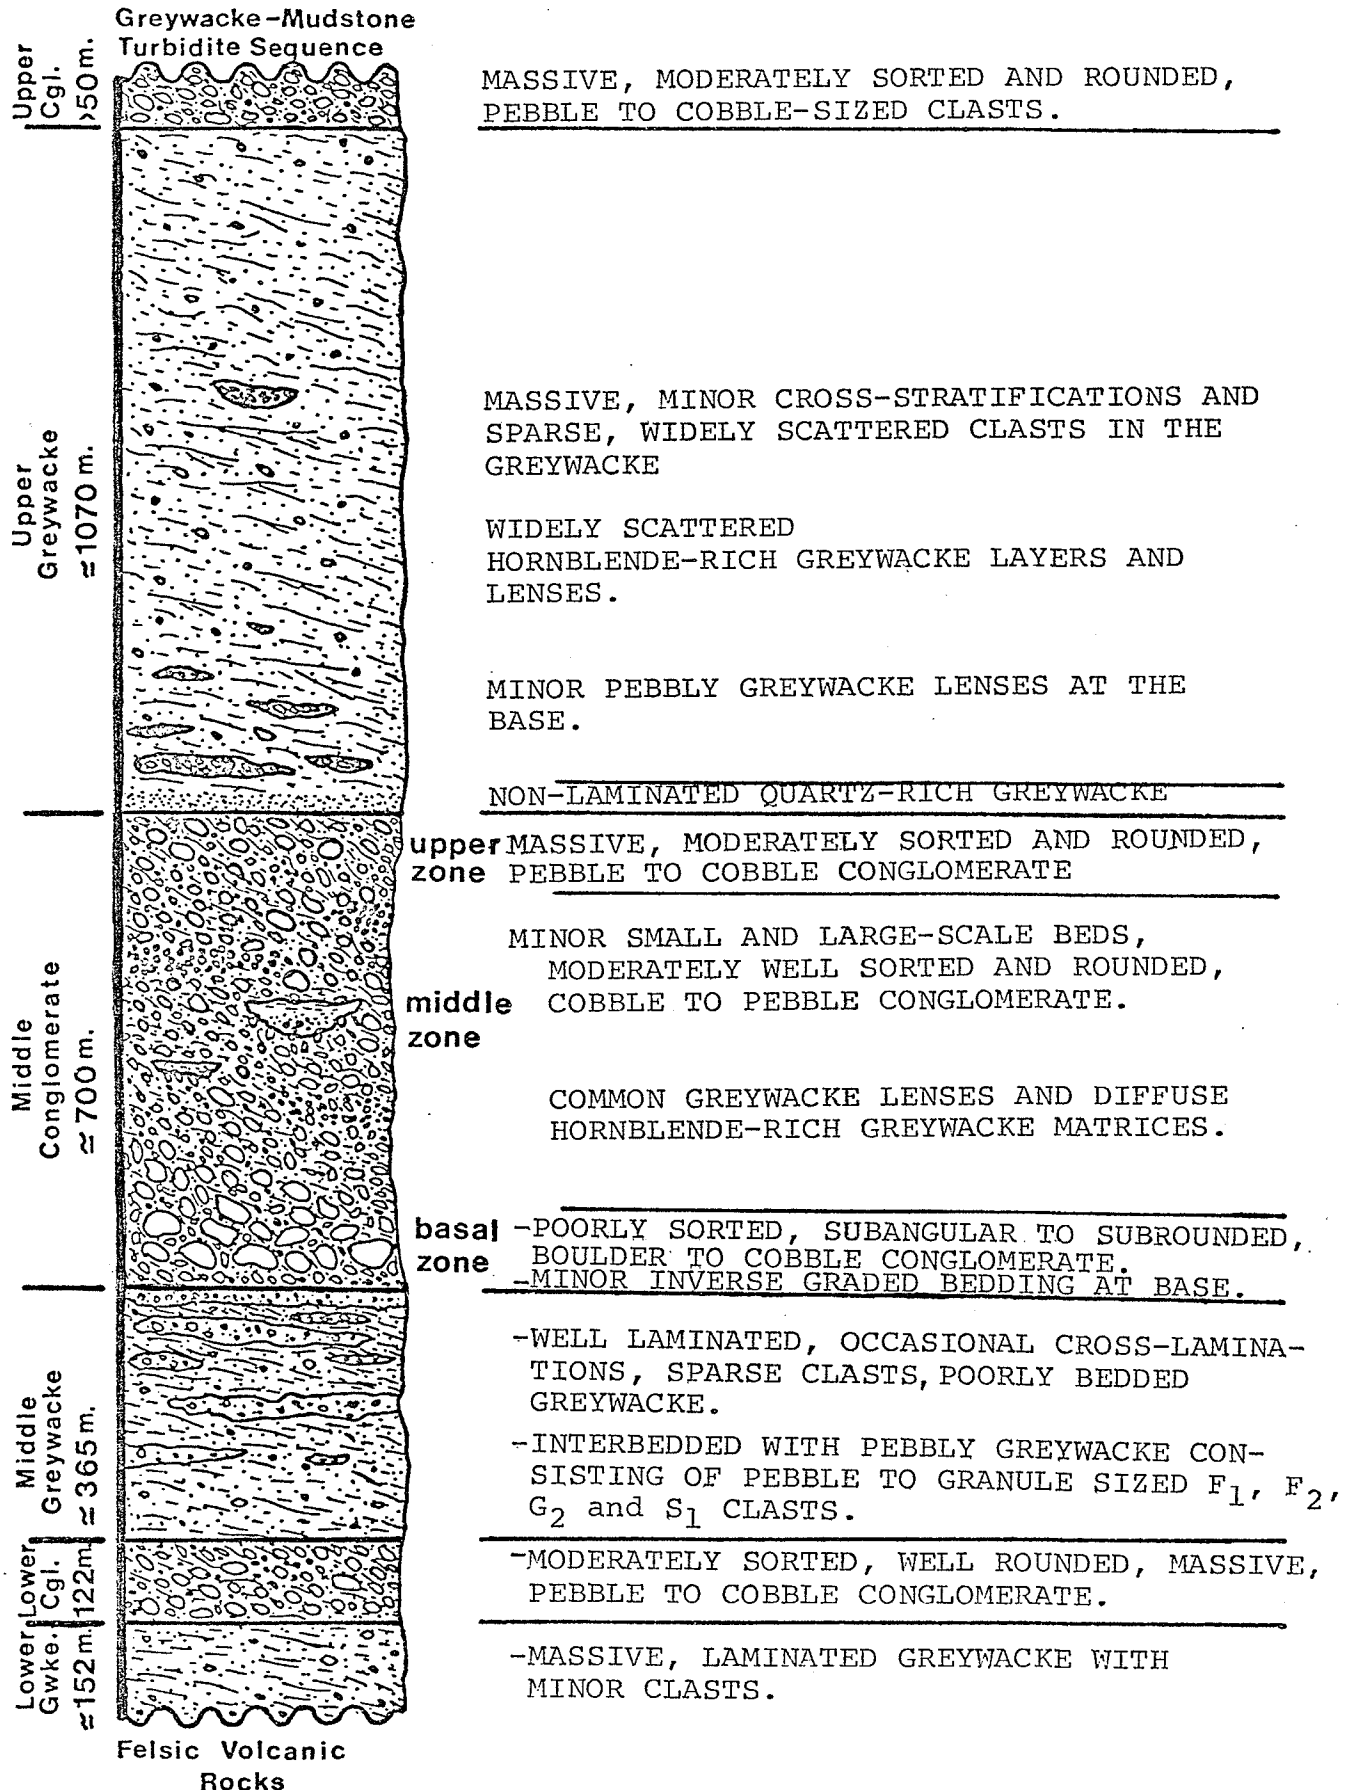 Greywacke-Mudstone
Turbidite Sequence
Upper
Cgl.
>50m.
MASSIVE, MODERATELY SORTED AND ROUNDED,
PEBBLE TO COBBLE-SIZED CLASTS.
Upper
Greywacke
≃1070 m.
MASSIVE, MINOR CROSS-STRATIFICATIONS AND
SPARSE, WIDELY SCATTERED CLASTS IN THE
GREYWACKE
WIDELY SCATTERED
HORNBLENDE-RICH GREYWACKE LAYERS AND
LENSES.
MINOR PEBBLY GREYWACKE LENSES AT THE
BASE.
NON-LAMINATED QUARTZ-RICH GREYWACKE
Middle
Conglomerate
≃700m.
upper
zone
MASSIVE, MODERATELY SORTED AND ROUNDED,
PEBBLE TO COBBLE CONGLOMERATE
middle
zone
MINOR SMALL AND LARGE-SCALE BEDS,
MODERATELY WELL SORTED AND ROUNDED,
COBBLE TO PEBBLE CONGLOMERATE.
COMMON GREYWACKE LENSES AND DIFFUSE
HORNBLENDE-RICH GREYWACKE MATRICES.
basal
zone
-POORLY SORTED, SUBANGULAR TO SUBROUNDED,
BOULDER TO COBBLE CONGLOMERATE.
-MINOR INVERSE GRADED BEDDING AT BASE.
Middle
Greywacke
≃365m.
-WELL LAMINATED, OCCASIONAL CROSS-LAMINA-
TIONS, SPARSE CLASTS, POORLY BEDDED
GREYWACKE.
-INTERBEDDED WITH PEBBLY GREYWACKE CON-
SISTING OF PEBBLE TO GRANULE SIZED F1, F2,
G2 and S1 CLASTS.
Lower
Cgl.
122m.
-MODERATELY SORTED, WELL ROUNDED, MASSIVE,
PEBBLE TO COBBLE CONGLOMERATE.
Lower
Gwke.
≃152m.
-MASSIVE, LAMINATED GREYWACKE WITH
MINOR CLASTS.
Felsic Volcanic
Rocks